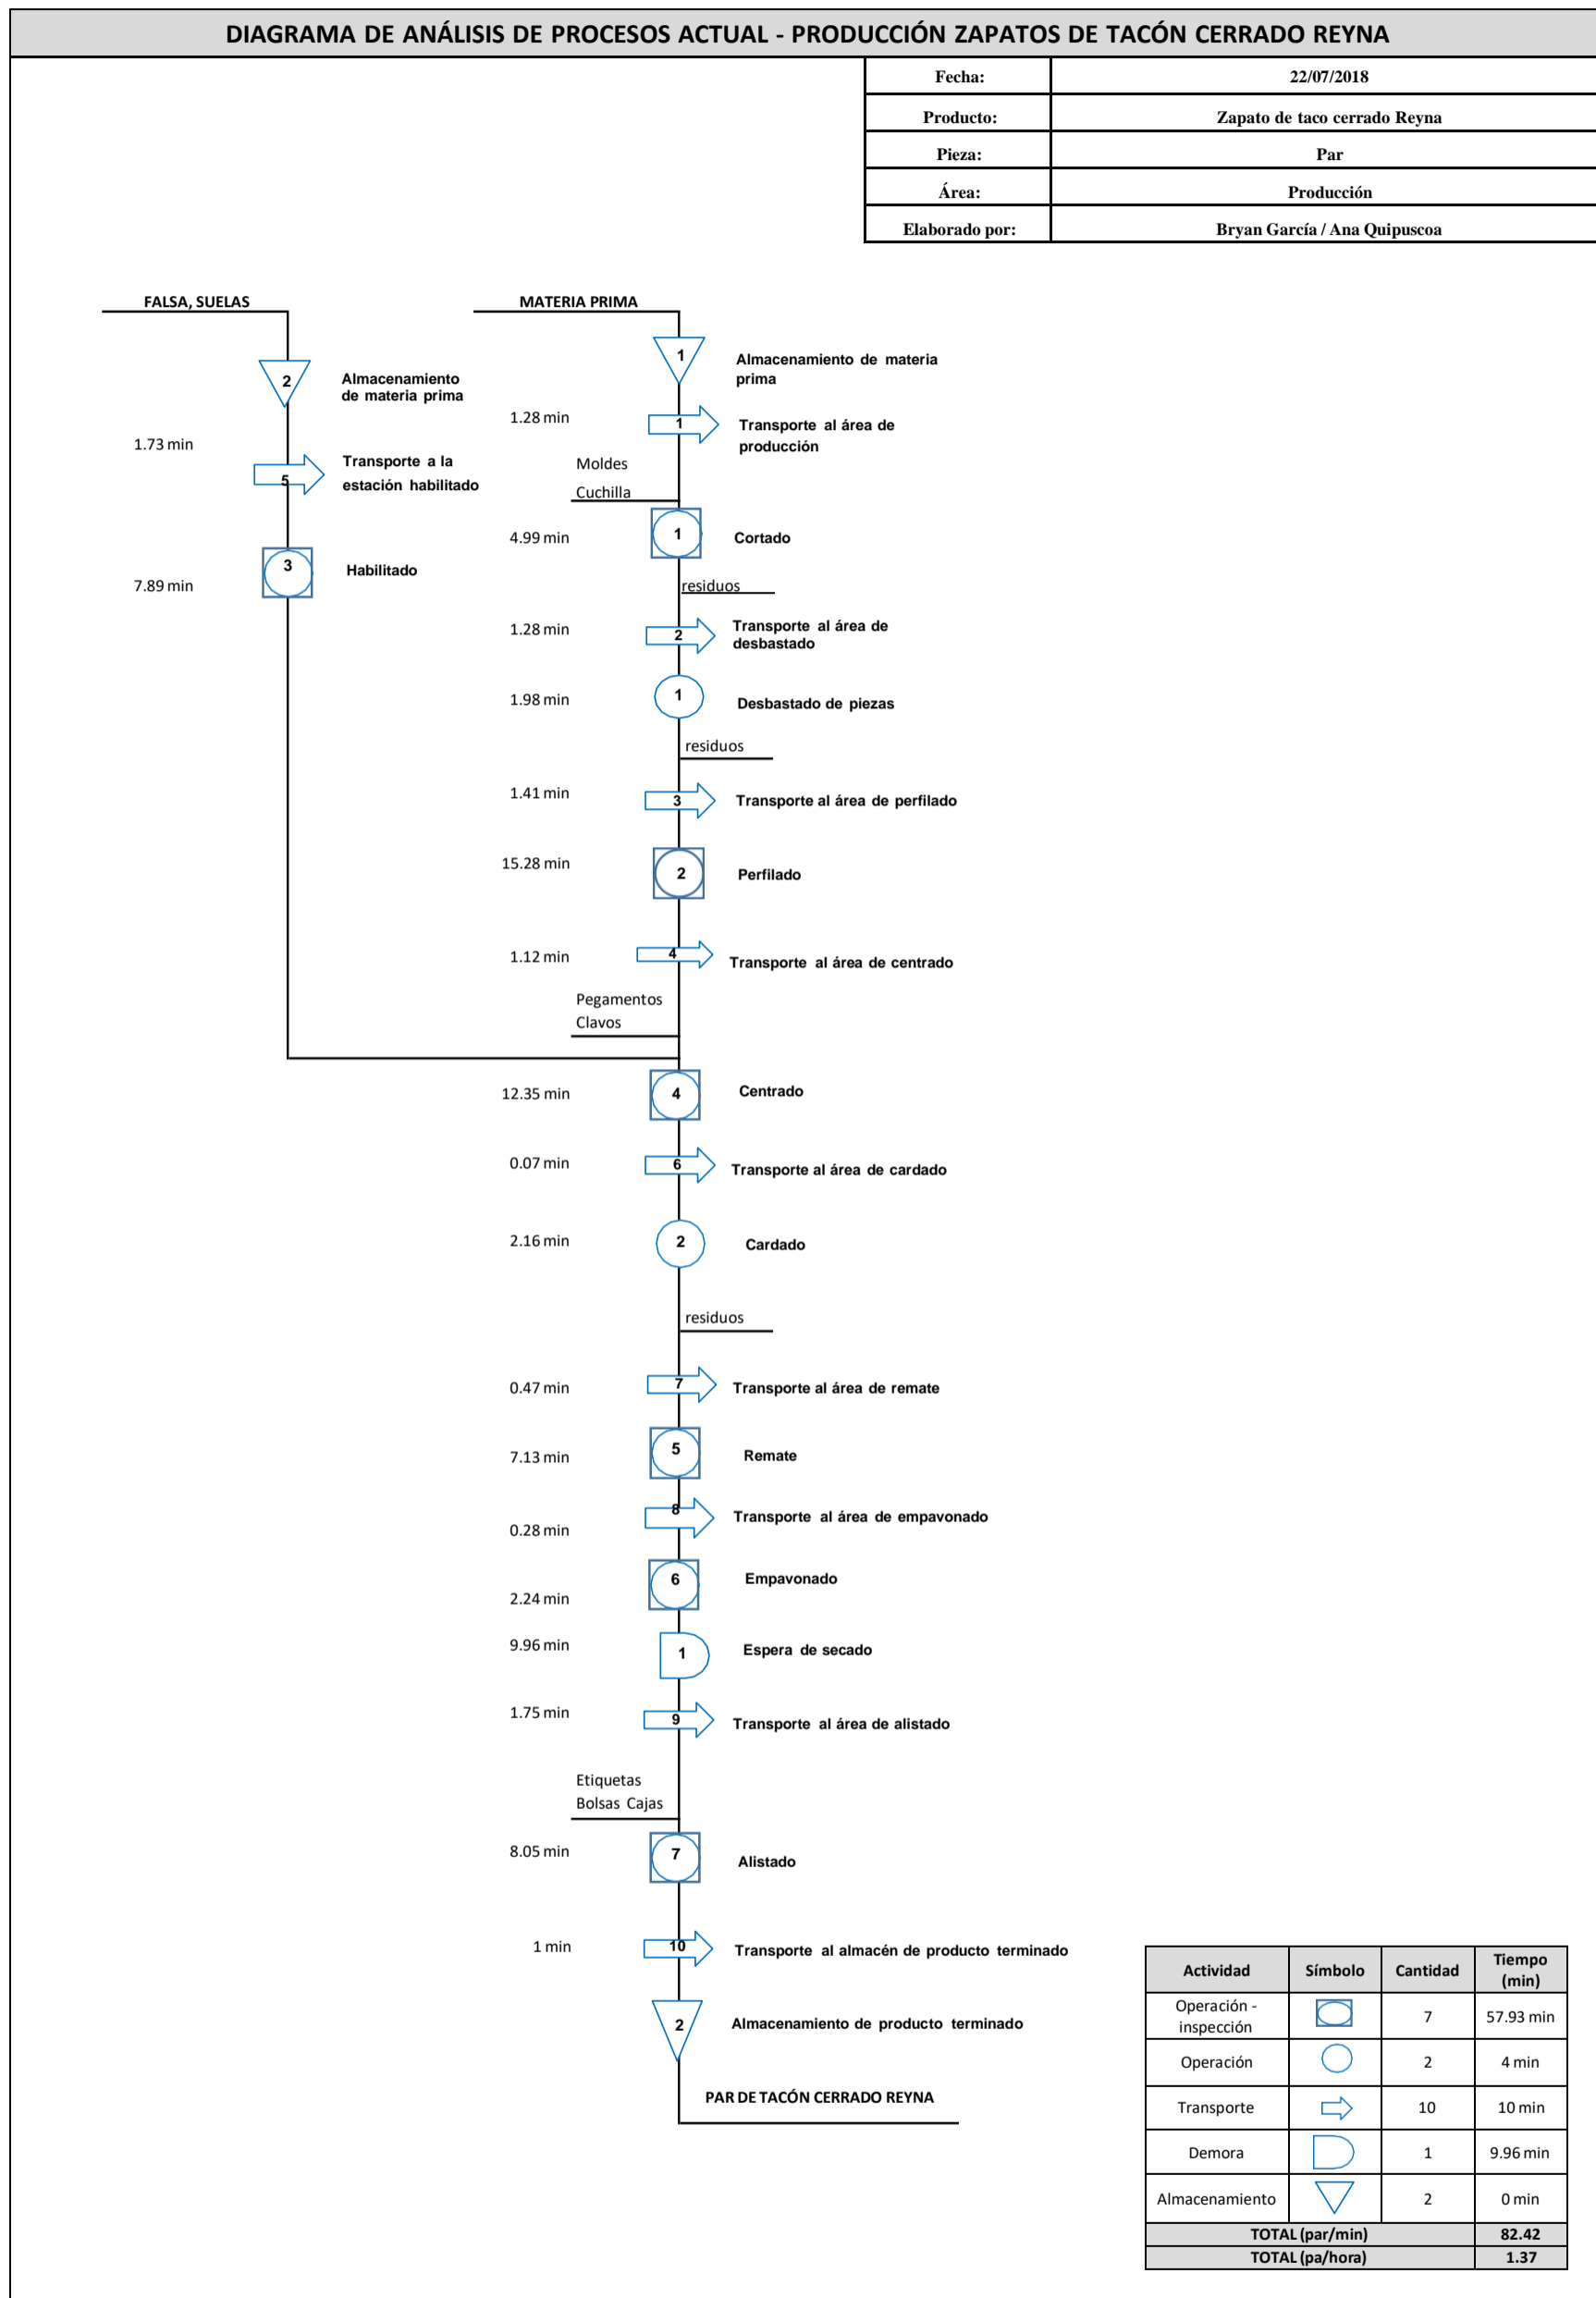 DIAGRAMA DE ANÁLISIS DE PROCESOS ACTUAL - PRODUCCIÓN ZAPATOS DE TACÓN CERRADO REYNA
Fecha: 22/07/2018
Producto: Zapato de taco cerrado Reyna
Pieza: Par
Área: Producción
Elaborado por: Bryan García / Ana Quipuscoa
FALSA, SUELAS
2
Almacenamiento
de materia prima
1.73 min
5
Transporte a la
estación habilitado
7.89 min
3
Habilitado
MATERIA PRIMA
1
Almacenamiento de materia
prima
1.28 min
1
Transporte al área de
producción
Moldes
Cuchilla
4.99 min
1
Cortado
residuos
1.28 min
2
Transporte al área de
desbastado
1.98 min
1
Desbastado de piezas
residuos
1.41 min
3
Transporte al área de perfilado
15.28 min
2
Perfilado
1.12 min
4
Transporte al área de centrado
Pegamentos
Clavos
12.35 min
4
Centrado
0.07 min
6
Transporte al área de cardado
2.16 min
2
Cardado
residuos
0.47 min
7
Transporte al área de remate
7.13 min
5
Remate
0.28 min
8
Transporte al área de empavonado
2.24 min
6
Empavonado
9.96 min
1
Espera de secado
1.75 min
9
Transporte al área de alistado
Etiquetas
Bolsas Cajas
8.05 min
7
Alistado
1 min
10
Transporte al almacén de producto terminado
2
Almacenamiento de producto terminado
PAR DE TACÓN CERRADO REYNA
Actividad Símbolo Cantidad Tiempo
(min)
Operación -
inspección 7 57.93 min
Operación 2 4 min
Transporte 10 10 min
Demora 1 9.96 min
Almacenamiento 2 0 min
TOTAL (par/min) 82.42
TOTAL (pa/hora) 1.37